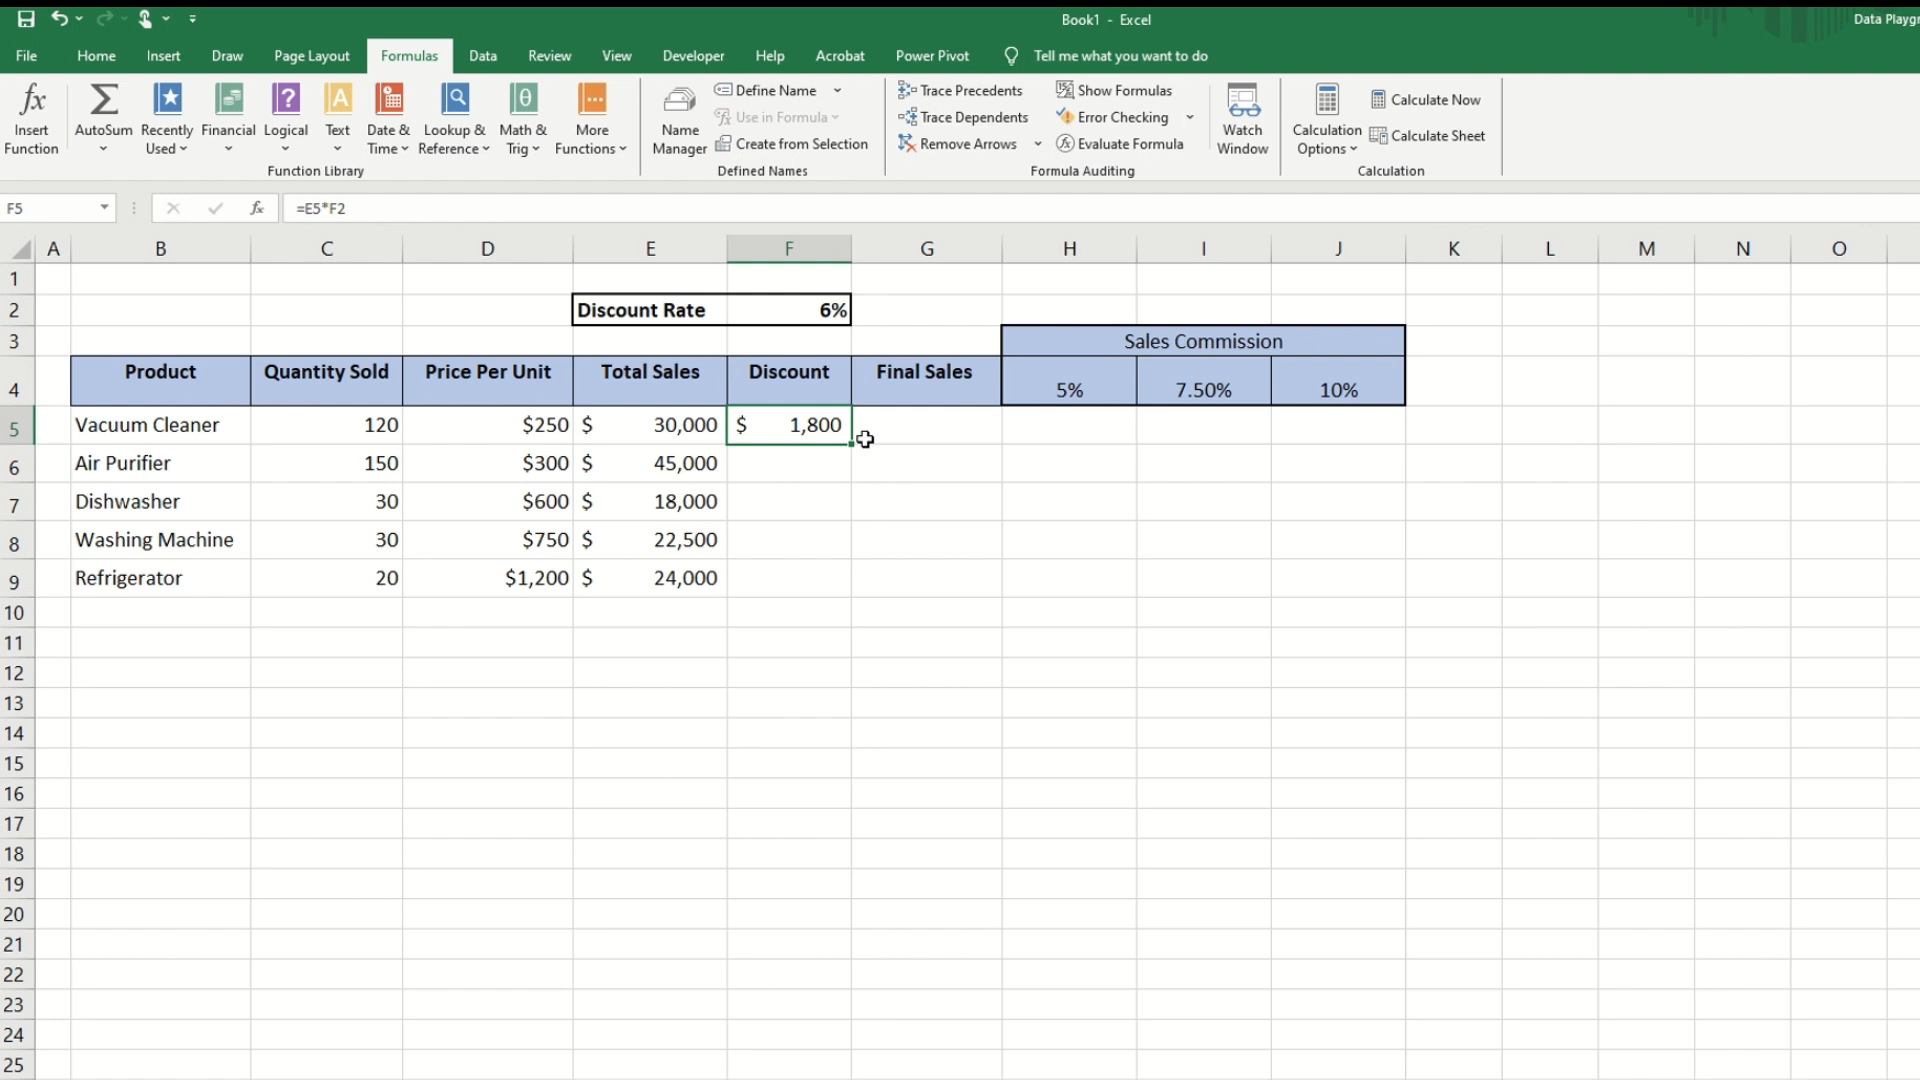 Book1 - Excel
Data Playgr
File Home Insert Draw Page Layout Formulas Data Review View Developer Help Acrobat Power Pivot Tell me what you want to do
fx Insert Function
Σ AutoSum
Recently Used
Financial
Logical
Text
Date & Time
Lookup & Reference
Math & Trig
More Functions
Function Library
Name Manager
Define Name
Use in Formula
Create from Selection
Defined Names
Trace Precedents
Trace Dependents
Remove Arrows
Show Formulas
Error Checking
Evaluate Formula
Formula Auditing
Watch Window
Calculation Options
Calculate Now
Calculate Sheet
Calculation
F5 fx =E5*F2
A B C D E F G H I J K L M N O
1
2 Discount Rate 6%
3 Sales Commission
4 Product Quantity Sold Price Per Unit Total Sales Discount Final Sales 5% 7.50% 10%
5 Vacuum Cleaner 120 $250 $ 30,000 $ 1,800
6 Air Purifier 150 $300 $ 45,000
7 Dishwasher 30 $600 $ 18,000
8 Washing Machine 30 $750 $ 22,500
9 Refrigerator 20 $1,200 $ 24,000
10
11
12
13
14
15
16
17
18
19
20
21
22
23
24
25